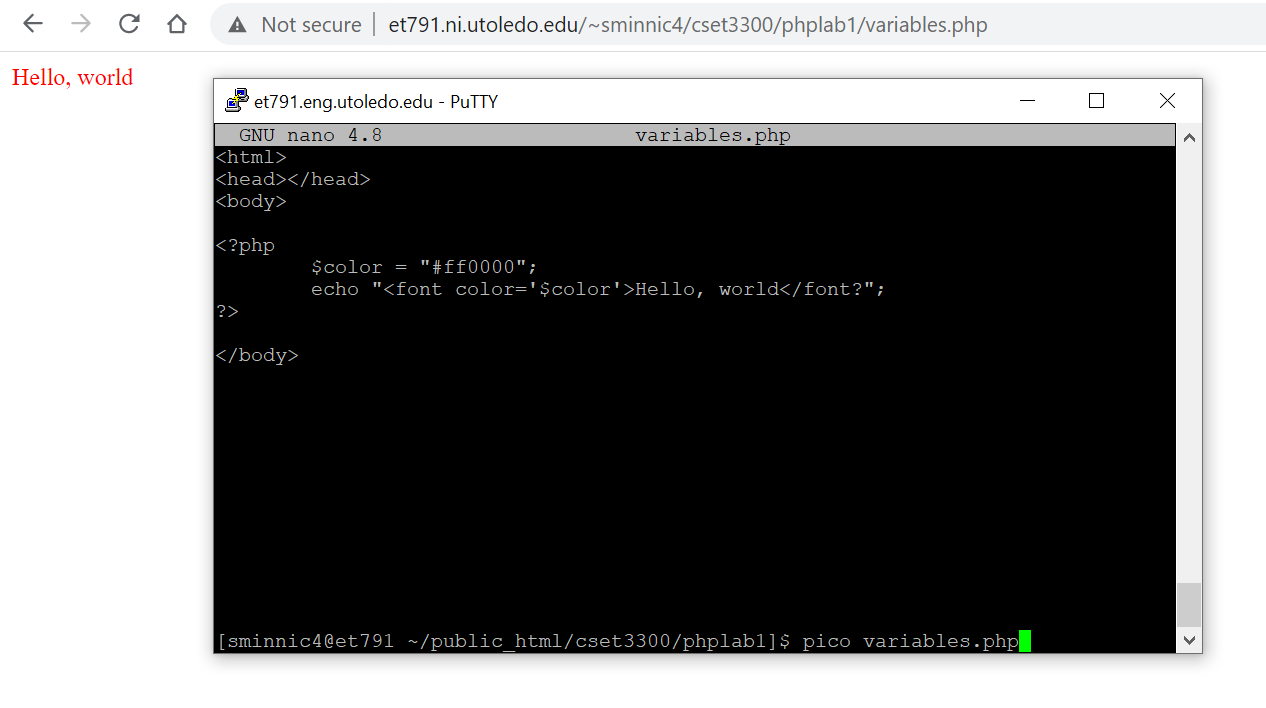 Not secure | et791.ni.utoledo.edu/~sminnic4/cset3300/phplab1/variables.php
Hello, world
et791.eng.utoledo.edu - PuTTY
GNU nano 4.8 variables.php
<html>
<head></head>
<body>
<?php
$color = "#ff0000";
echo "<font color='$color'>Hello, world</font?";
?>
</body>
[sminnic4@et791 ~/public_html/cset3300/phplab1]$ pico variables.php